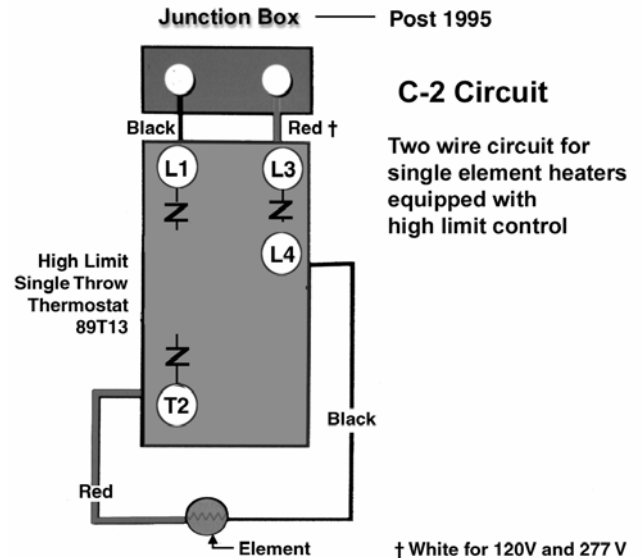 Junction Box
Post 1995
C-2 Circuit
Two wire circuit for
single element heaters
equipped with
high limit control
Black
Red †
L1
L3
L4
High Limit
Single Throw
Thermostat
89T13
T2
Black
Red
Element
† White for 120V and 277 V